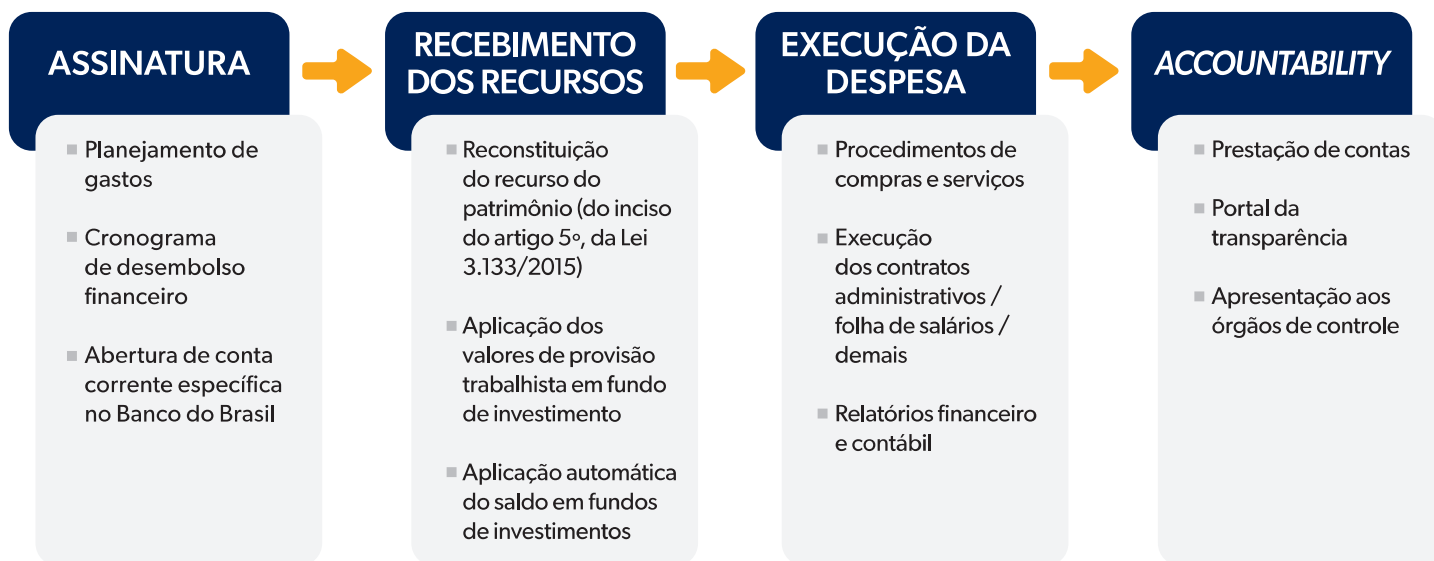 ASSINATURA
Planejamento de
gastos
Cronograma
de desembolso
financeiro
Abertura de conta
corrente específica
no Banco do Brasil
RECEBIMENTO
DOS RECURSOS
Reconstituição
do recurso do
patrimônio (do inciso
do artigo 5º, da Lei
3.133/2015)
Aplicação dos
valores de provisão
trabalhista em fundo
de investimento
Aplicação automática
do saldo em fundos
de investimentos
EXECUÇÃO DA
DESPESA
Procedimentos de
compras e serviços
Execução
dos contratos
administrativos /
folha de salários /
demais
Relatórios financeiro
e contábil
ACCOUNTABILITY
Prestação de contas
Portal da
transparência
Apresentação aos
órgãos de controle